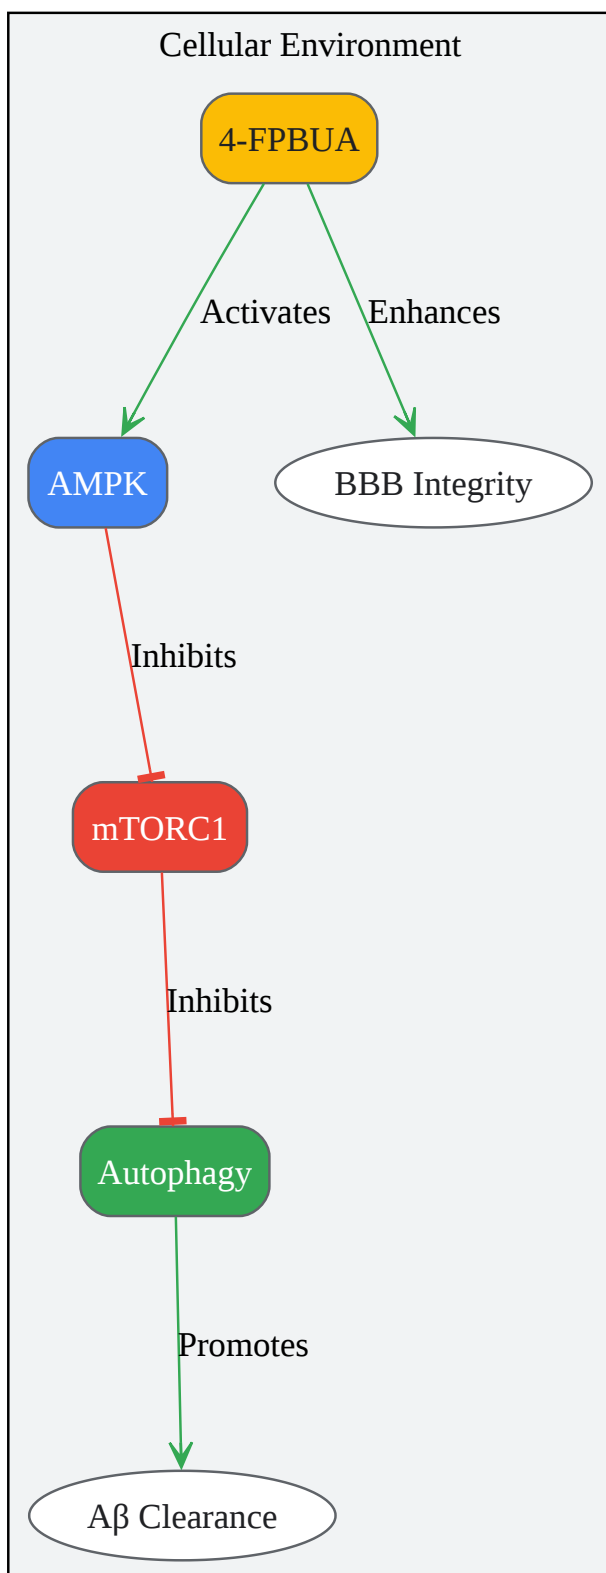 Cellular Environment
4-FPBUA
Activates
Enhances
AMPK
BBB Integrity
Inhibits
mTORC1
Inhibits
Autophagy
Promotes
Aβ Clearance